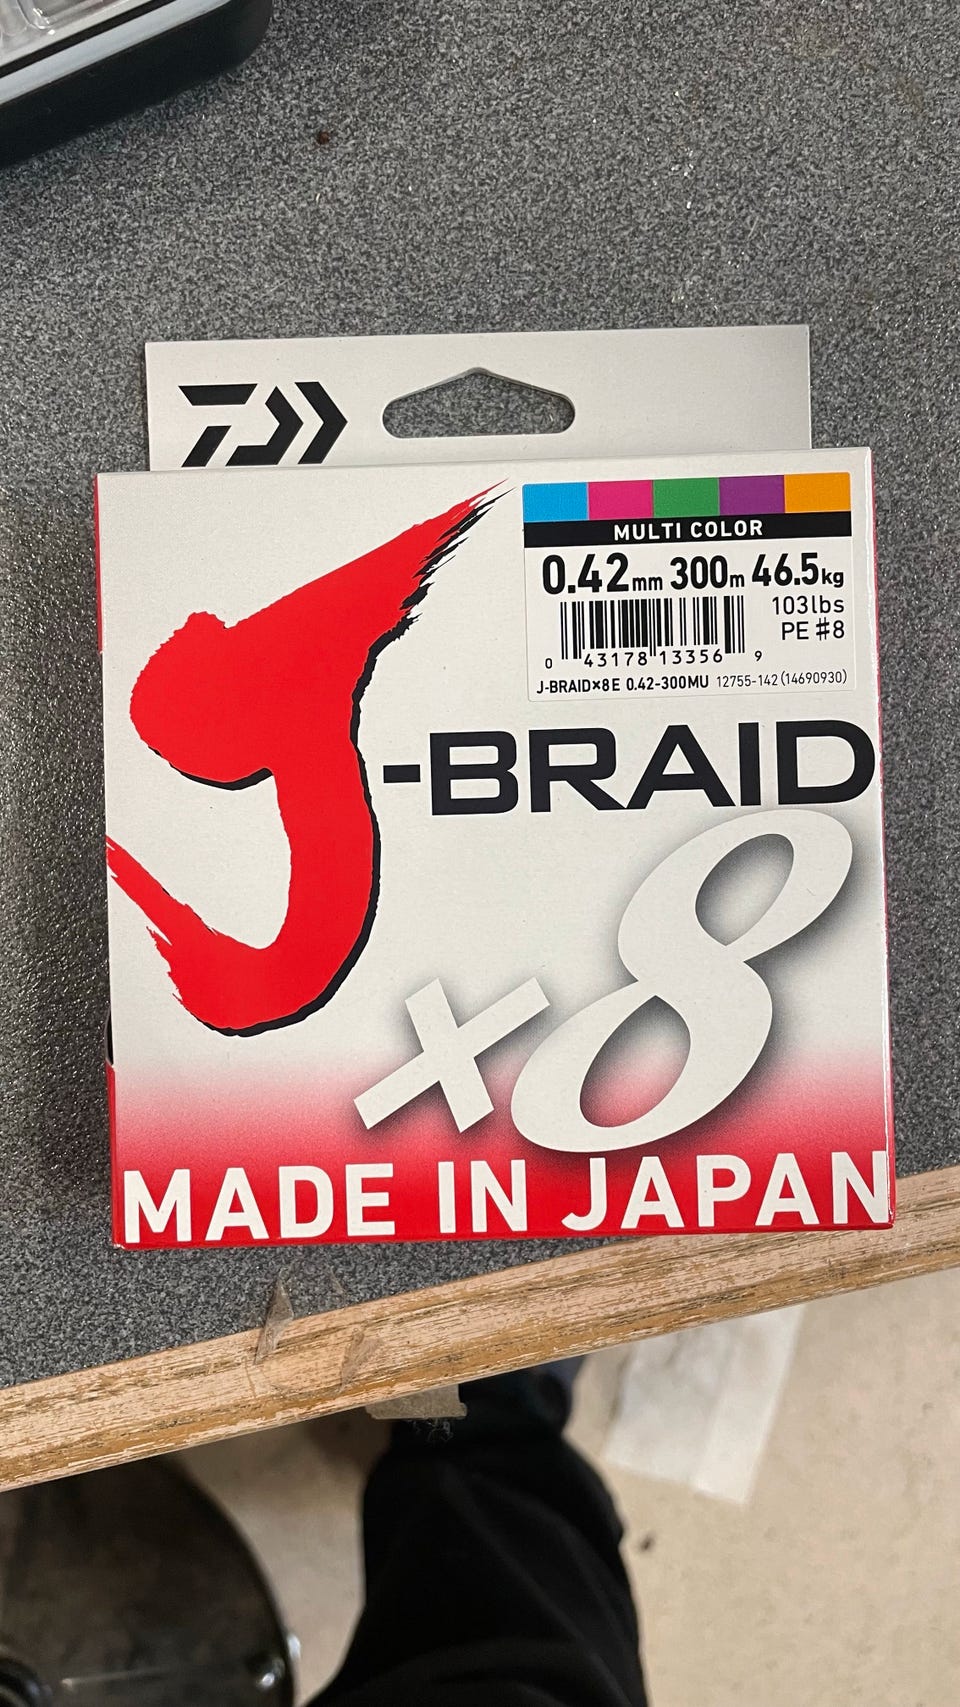 MULTI COLOR
0.42mm 300m 46.5kg
103lbs
PE #8
0 43178 13356 9
J-BRAID×8E 0.42-300MU 12755-142(14690930)
J-BRAID
×8
MADE IN JAPAN